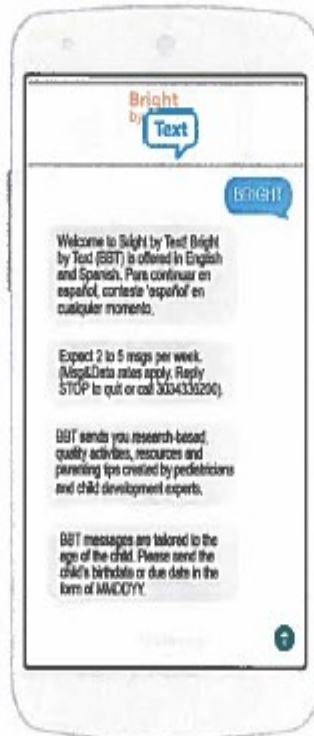 Bright
by
Text
BRIGHT
Welcome to Bright by Text! Bright
by Text (BBT) is offered in English
and Spanish. Para continuar en
español, conteste 'español' en
cualquier momento.
Expect 2 to 5 msgs per week.
(Msg&Data rates apply. Reply
STOP to quit or call 3034336200).
BBT sends you research-based,
quality activities, resources and
parenting tips created by pediatricians
and child development experts.
BBT messages are tailored to the
age of the child. Please send the
child's birthdate or due date in the
form of MMDDYY.